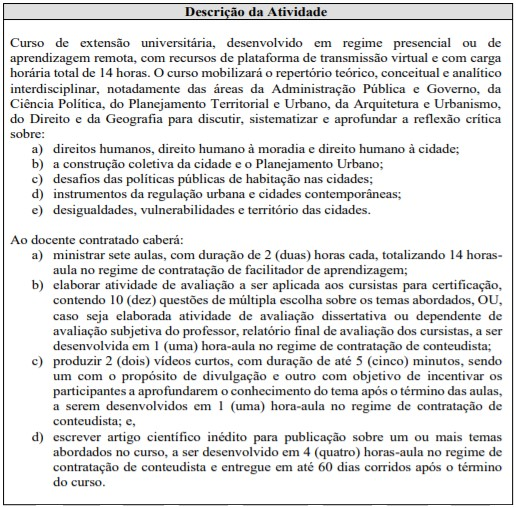 Descrição da Atividade
Curso de extensão universitária, desenvolvido em regime presencial ou de
aprendizagem remota, com recursos de plataforma de transmissão virtual e com carga
horária total de 14 horas. O curso mobilizará o repertório teórico, conceitual e analítico
interdisciplinar, notadamente das áreas da Administração Pública e Governo, da
Ciência Política, do Planejamento Territorial e Urbano, da Arquitetura e Urbanismo,
do Direito e da Geografia para discutir, sistematizar e aprofundar a reflexão crítica
sobre:
a) direitos humanos, direito humano à moradia e direito humano à cidade;
b) a construção coletiva da cidade e o Planejamento Urbano;
c) desafios das políticas públicas de habitação nas cidades;
d) instrumentos da regulação urbana e cidades contemporâneas;
e) desigualdades, vulnerabilidades e território das cidades.
Ao docente contratado caberá:
a) ministrar sete aulas, com duração de 2 (duas) horas cada, totalizando 14 horas-
aula no regime de contratação de facilitador de aprendizagem;
b) elaborar atividade de avaliação a ser aplicada aos cursistas para certificação,
contendo 10 (dez) questões de múltipla escolha sobre os temas abordados, OU,
caso seja elaborada atividade de avaliação dissertativa ou dependente de
avaliação subjetiva do professor, relatório final de avaliação dos cursistas, a ser
desenvolvida em 1 (uma) hora-aula no regime de contratação de conteudista;
c) produzir 2 (dois) vídeos curtos, com duração de até 5 (cinco) minutos, sendo
um com o propósito de divulgação e outro com objetivo de incentivar os
participantes a aprofundarem o conhecimento do tema após o término das aulas,
a serem desenvolvidos em 1 (uma) hora-aula no regime de contratação de
conteudista; e,
d) escrever artigo científico inédito para publicação sobre um ou mais temas
abordados no curso, a ser desenvolvido em 4 (quatro) horas-aula no regime de
contratação de conteudista e entregue em até 60 dias corridos após o término
do curso.